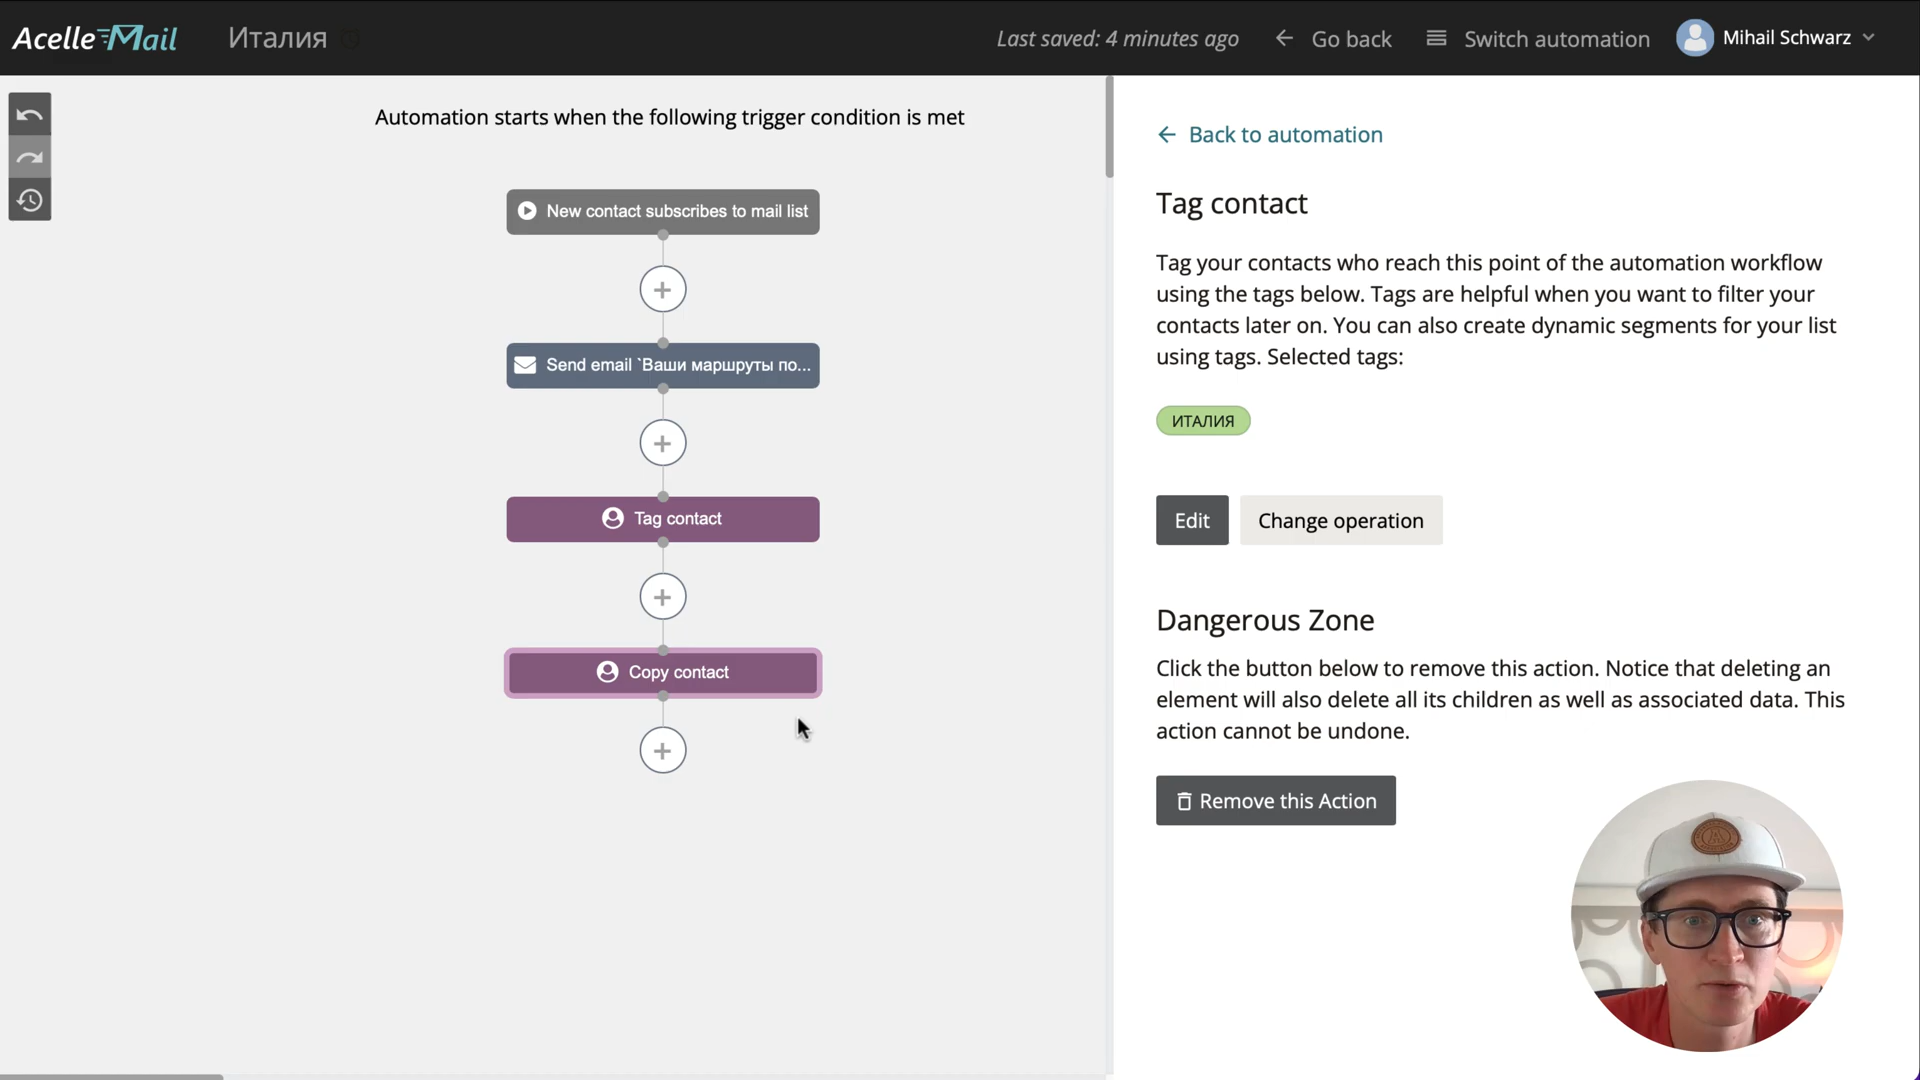 AcelleMail
Италия
Last saved: 4 minutes ago
Go back
Switch automation
Mihail Schwarz
Automation starts when the following trigger condition is met
New contact subscribes to mail list
Send email `Ваши маршруты по...
Tag contact
Copy contact
Back to automation
Tag contact
Tag your contacts who reach this point of the automation workflow
using the tags below. Tags are helpful when you want to filter your
contacts later on. You can also create dynamic segments for your list
using tags. Selected tags:
ИТАЛИЯ
Edit
Change operation
Dangerous Zone
Click the button below to remove this action. Notice that deleting an
element will also delete all its children as well as associated data. This
action cannot be undone.
Remove this Action